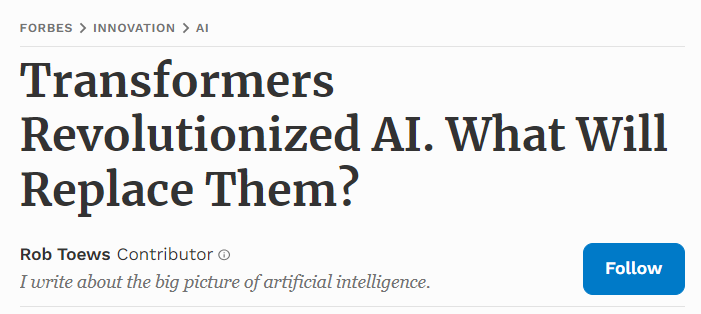 FORBES > INNOVATION > AI
Transformers
Revolutionized AI. What Will
Replace Them?
Rob Toews Contributor ⓘ
I write about the big picture of artificial intelligence.
Follow